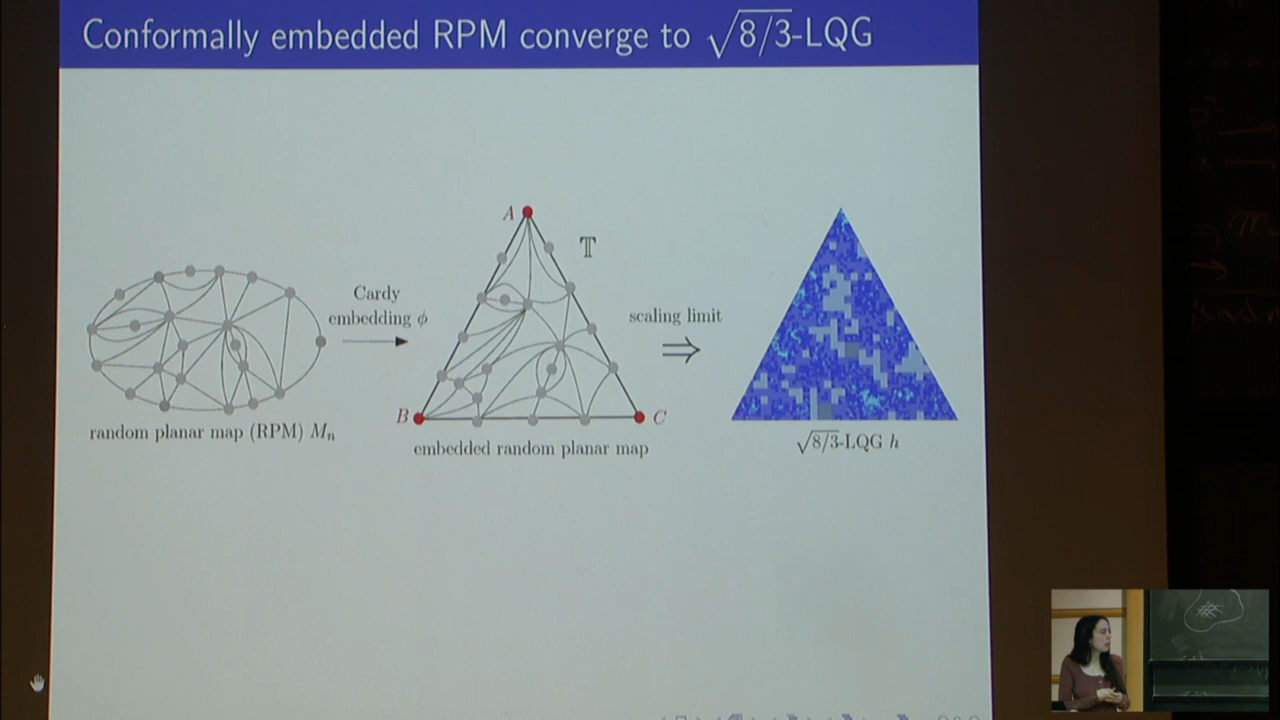 Conformally embedded RPM converge to √8/3-LQG
A
𝕋
Cardy
embedding ϕ
scaling limit
⇒
B
C
random planar map (RPM) Mₙ
embedded random planar map
√8/3-LQG h